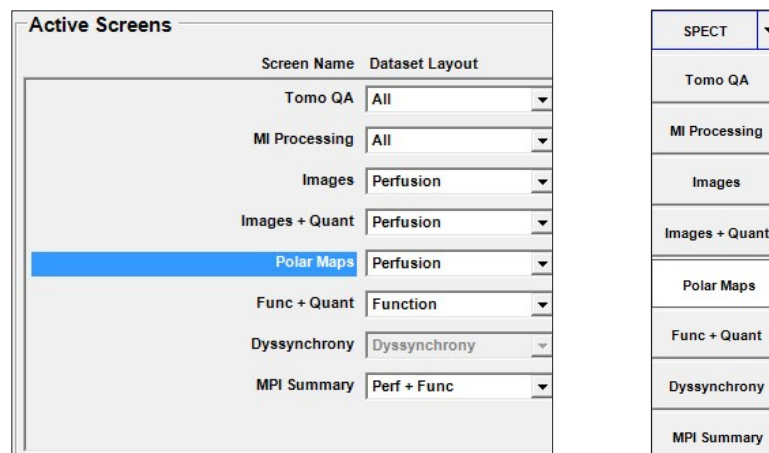 Active Screens
Screen Name Dataset Layout
Tomo QA All
MI Processing All
Images Perfusion
Images + Quant Perfusion
Polar Maps Perfusion
Func + Quant Function
Dyssynchrony Dyssynchrony
MPI Summary Perf + Func
SPECT
Tomo QA
MI Processing
Images
Images + Quant
Polar Maps
Func + Quant
Dyssynchrony
MPI Summary